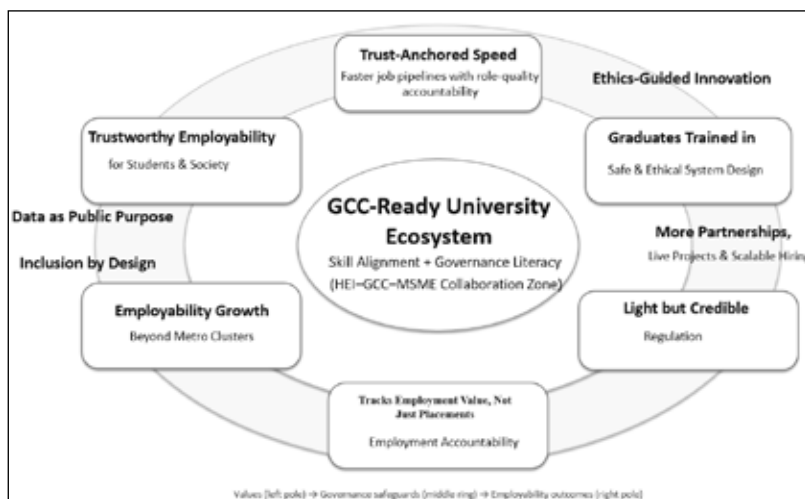 Trust-Anchored Speed
Faster job pipelines with role-quality
accountability
Ethics-Guided Innovation
Trustworthy Employability
for Students & Society
Graduates Trained in
Safe & Ethical System Design
Data as Public Purpose
Inclusion by Design
GCC-Ready University
Ecosystem
Skill Alignment + Governance Literacy
(HEI–GCC–MSME Collaboration Zone)
More Partnerships,
Live Projects & Scalable Hiring
Employability Growth
Beyond Metro Clusters
Light but Credible
Regulation
Tracks Employment Value, Not
Just Placements
Employment Accountability
Values (left pole) → Governance safeguards (middle ring) → Employability outcomes (right pole)